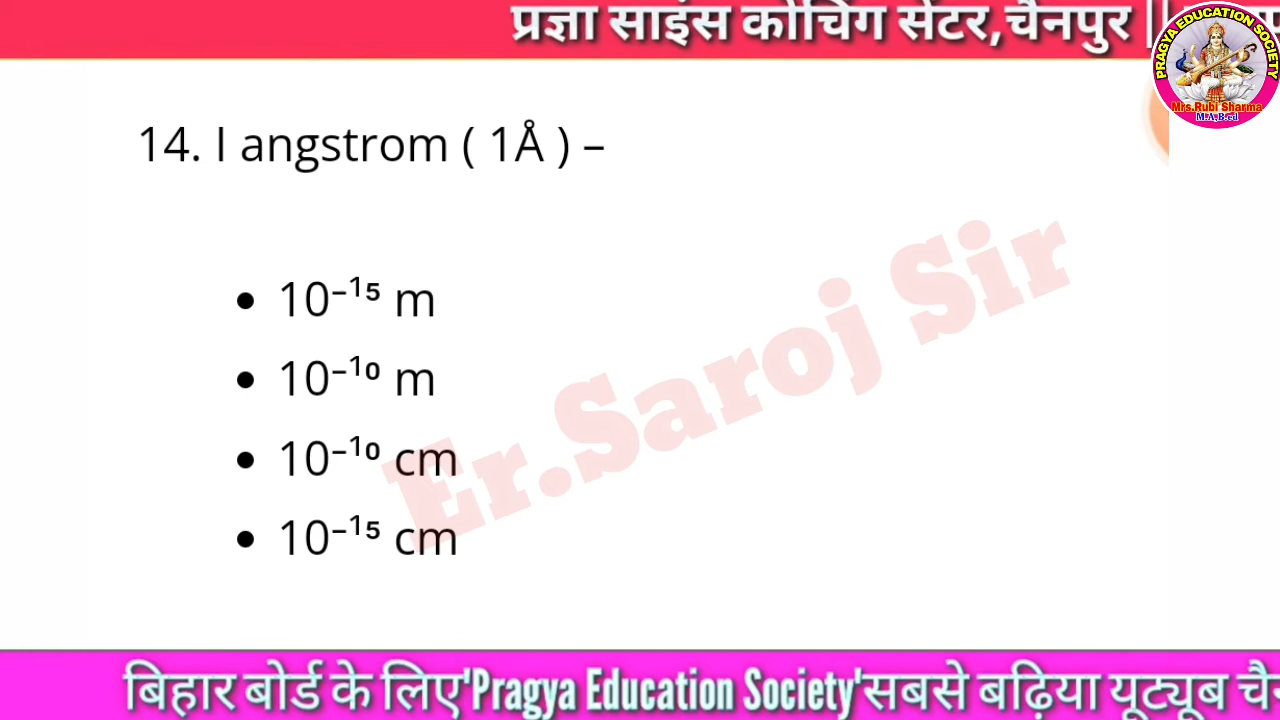 प्रज्ञा साइंस कोचिंग सेंटर,चैनपुर ||
PRAGYA EDUCATION SOCIETY
Mrs.Rubi Sharma
M.A,B.ed
14. I angstrom ( 1Å ) –
• 10⁻¹⁵ m
• 10⁻¹⁰ m
• 10⁻¹⁰ cm
• 10⁻¹⁵ cm
Er.Saroj Sir
बिहार बोर्ड के लिए'Pragya Education Society'सबसे बढ़िया यूट्यूब